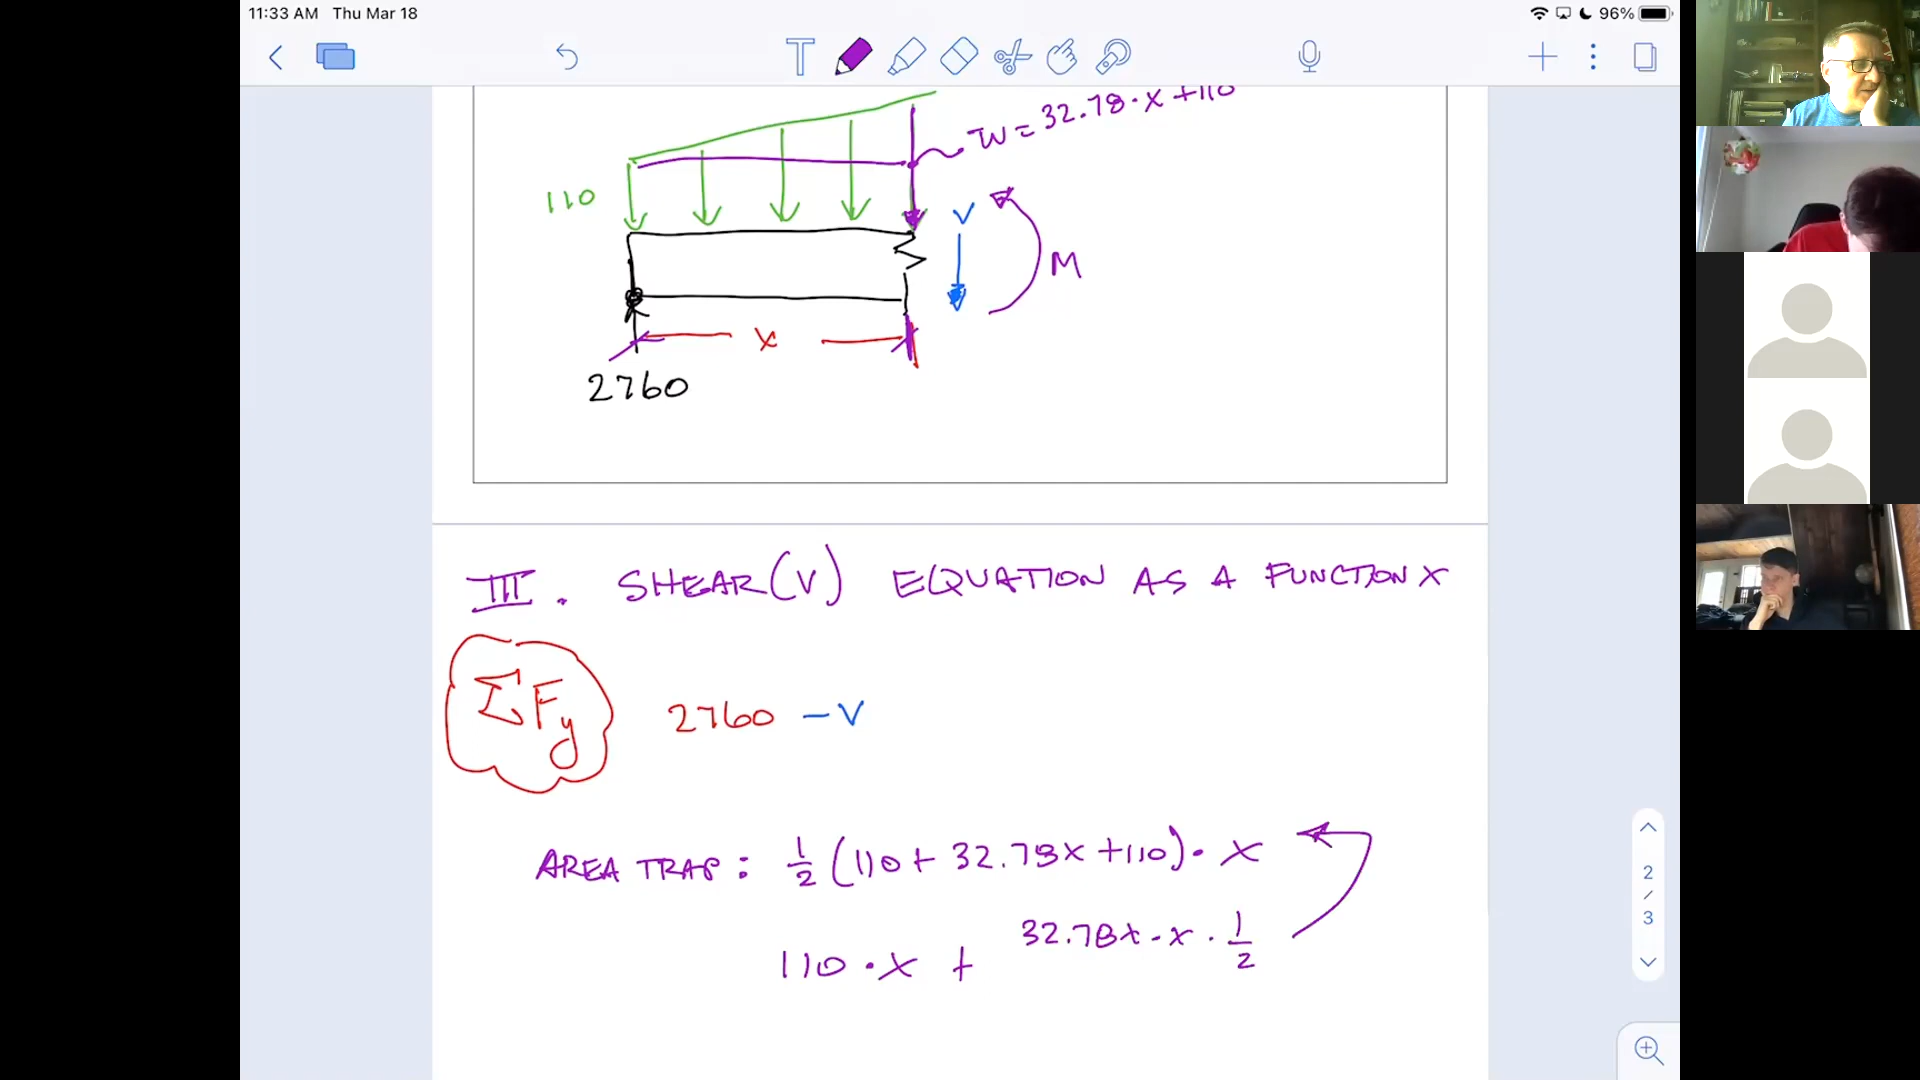 11:33 AM Thu Mar 18
96%
T
W = 32.78 · x + 110
110
V
M
x
2760
III. SHEAR (V) EQUATION AS A FUNCTION X
ΣFy 2760 - V
AREA TRAP: 1/2 (110 + 32.78x + 110) · x
110 · x + 32.78x · x · 1/2
2
/
3